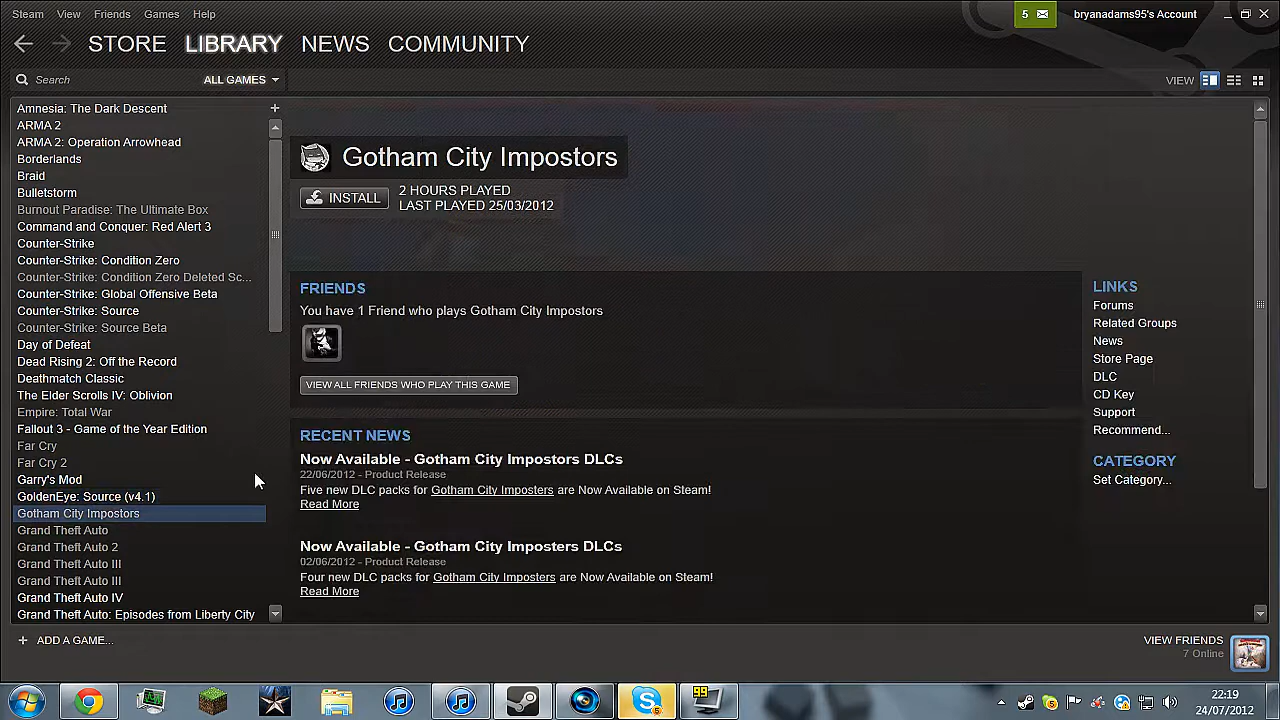 Steam View Friends Games Help
5
bryanadams95's Account
STORE LIBRARY NEWS COMMUNITY
Search
ALL GAMES
VIEW
Amnesia: The Dark Descent
ARMA 2
ARMA 2: Operation Arrowhead
Borderlands
Braid
Bulletstorm
Burnout Paradise: The Ultimate Box
Command and Conquer: Red Alert 3
Counter-Strike
Counter-Strike: Condition Zero
Counter-Strike: Condition Zero Deleted Sc...
Counter-Strike: Global Offensive Beta
Counter-Strike: Source
Counter-Strike: Source Beta
Day of Defeat
Dead Rising 2: Off the Record
Deathmatch Classic
The Elder Scrolls IV: Oblivion
Empire: Total War
Fallout 3 - Game of the Year Edition
Far Cry
Far Cry 2
Garry's Mod
GoldenEye: Source (v4.1)
Gotham City Impostors
Grand Theft Auto
Grand Theft Auto 2
Grand Theft Auto III
Grand Theft Auto III
Grand Theft Auto IV
Grand Theft Auto: Episodes from Liberty City
+ ADD A GAME...
Gotham City Impostors
INSTALL
2 HOURS PLAYED
LAST PLAYED 25/03/2012
FRIENDS
You have 1 Friend who plays Gotham City Impostors
VIEW ALL FRIENDS WHO PLAY THIS GAME
RECENT NEWS
Now Available - Gotham City Impostors DLCs
22/06/2012 - Product Release
Five new DLC packs for Gotham City Impostors are Now Available on Steam!
Read More
Now Available - Gotham City Imposters DLCs
02/06/2012 - Product Release
Four new DLC packs for Gotham City Imposters are Now Available on Steam!
Read More
LINKS
Forums
Related Groups
News
Store Page
DLC
CD Key
Support
Recommend...
CATEGORY
Set Category...
VIEW FRIENDS
7 Online
99
22:19
24/07/2012